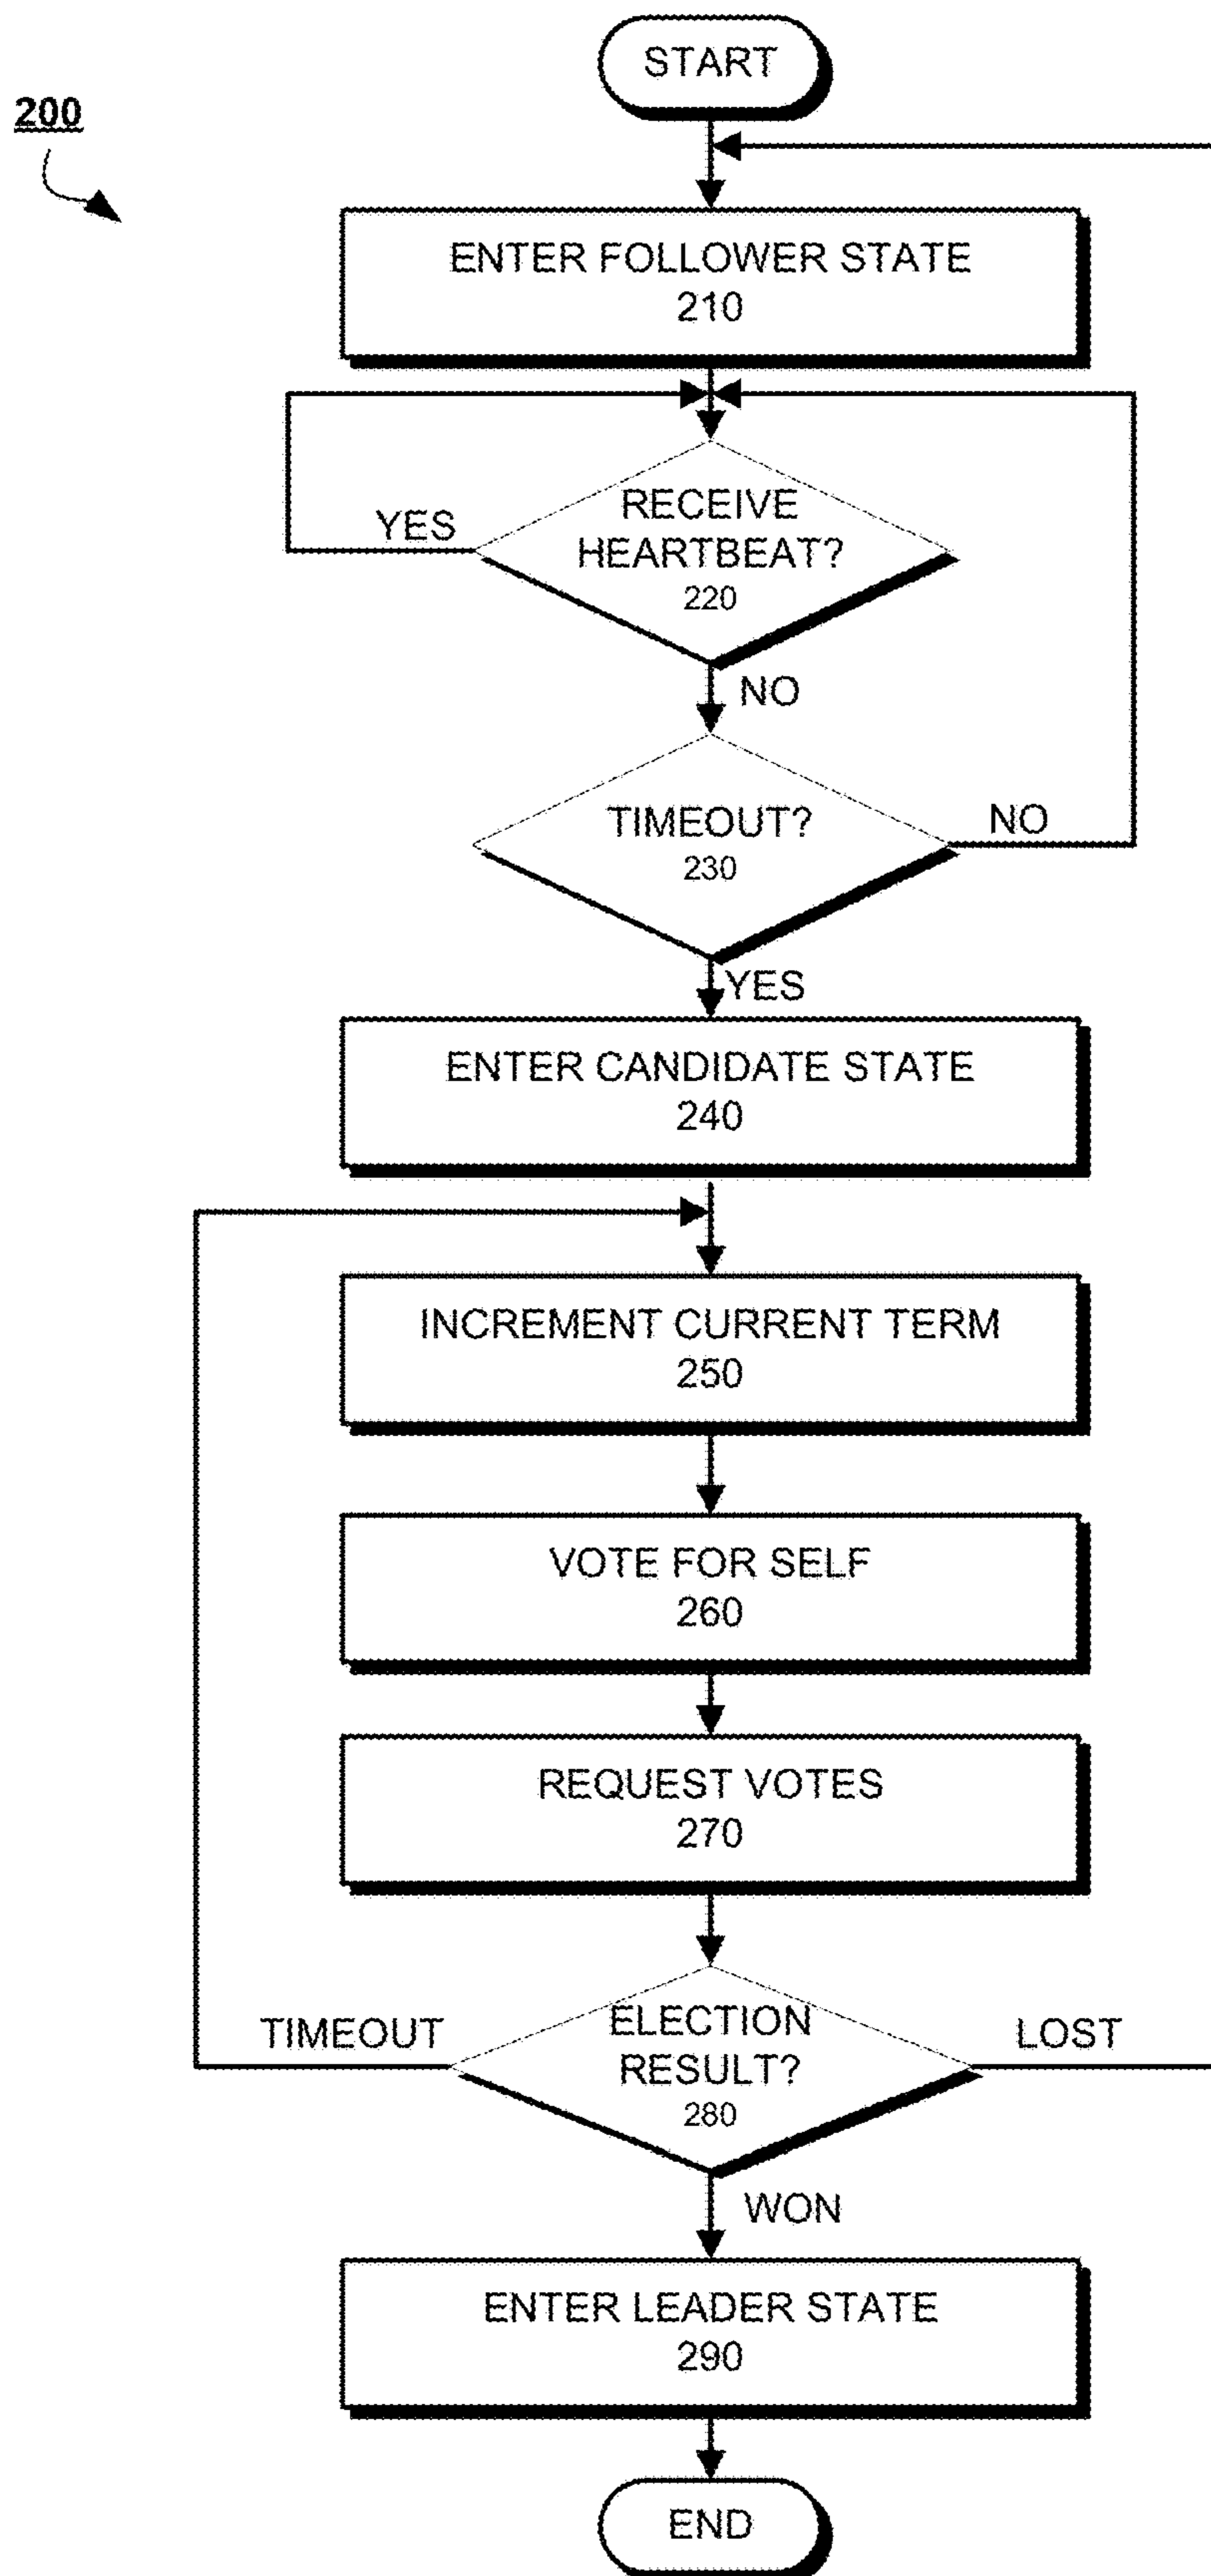 START
200
ENTER FOLLOWER STATE
210
RECEIVE
YES
HEARTBEAT?
220
NO
TIMEOUT?
NO
230
YES
ENTER CANDIDATE STATE
240
INCREMENT CURRENT TERM
250
VOTE FOR SELF
260
REQUEST VOTES
270
ELECTION
TIMEOUT
LOST
RESULT?
280
WON
ENTER LEADER STATE
290
END